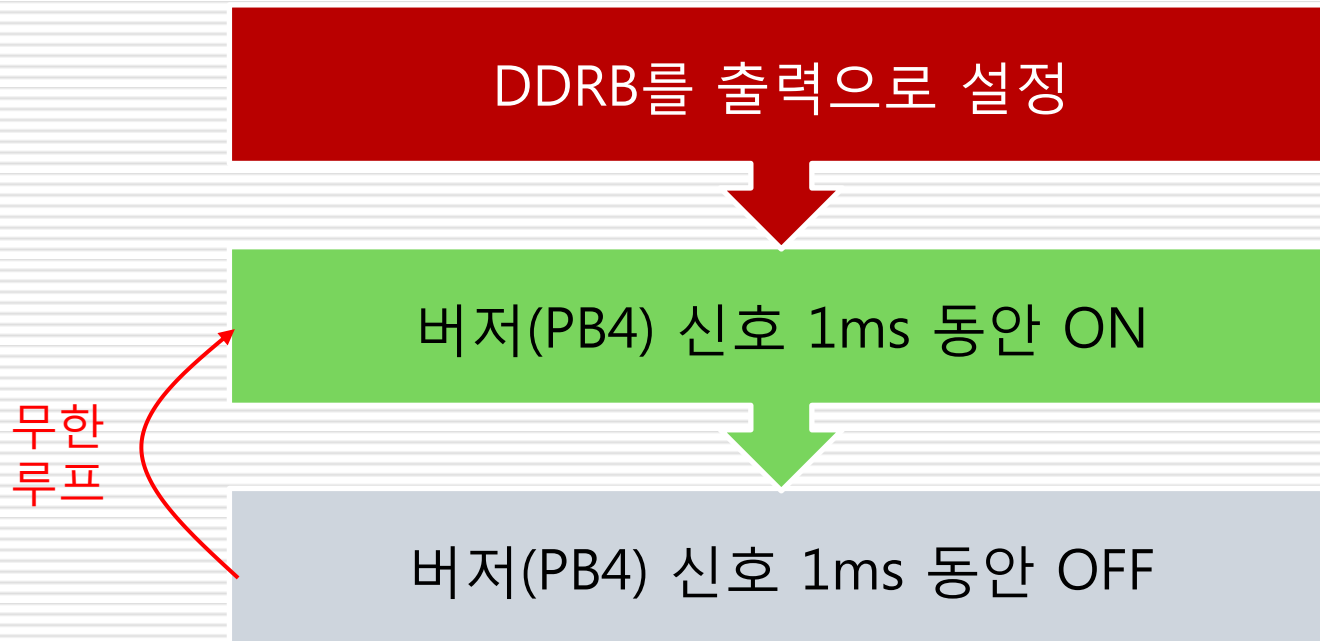 DDRB를 출력으로 설정
버저(PB4) 신호 1ms 동안 ON
무한
루프
버저(PB4) 신호 1ms 동안 OFF